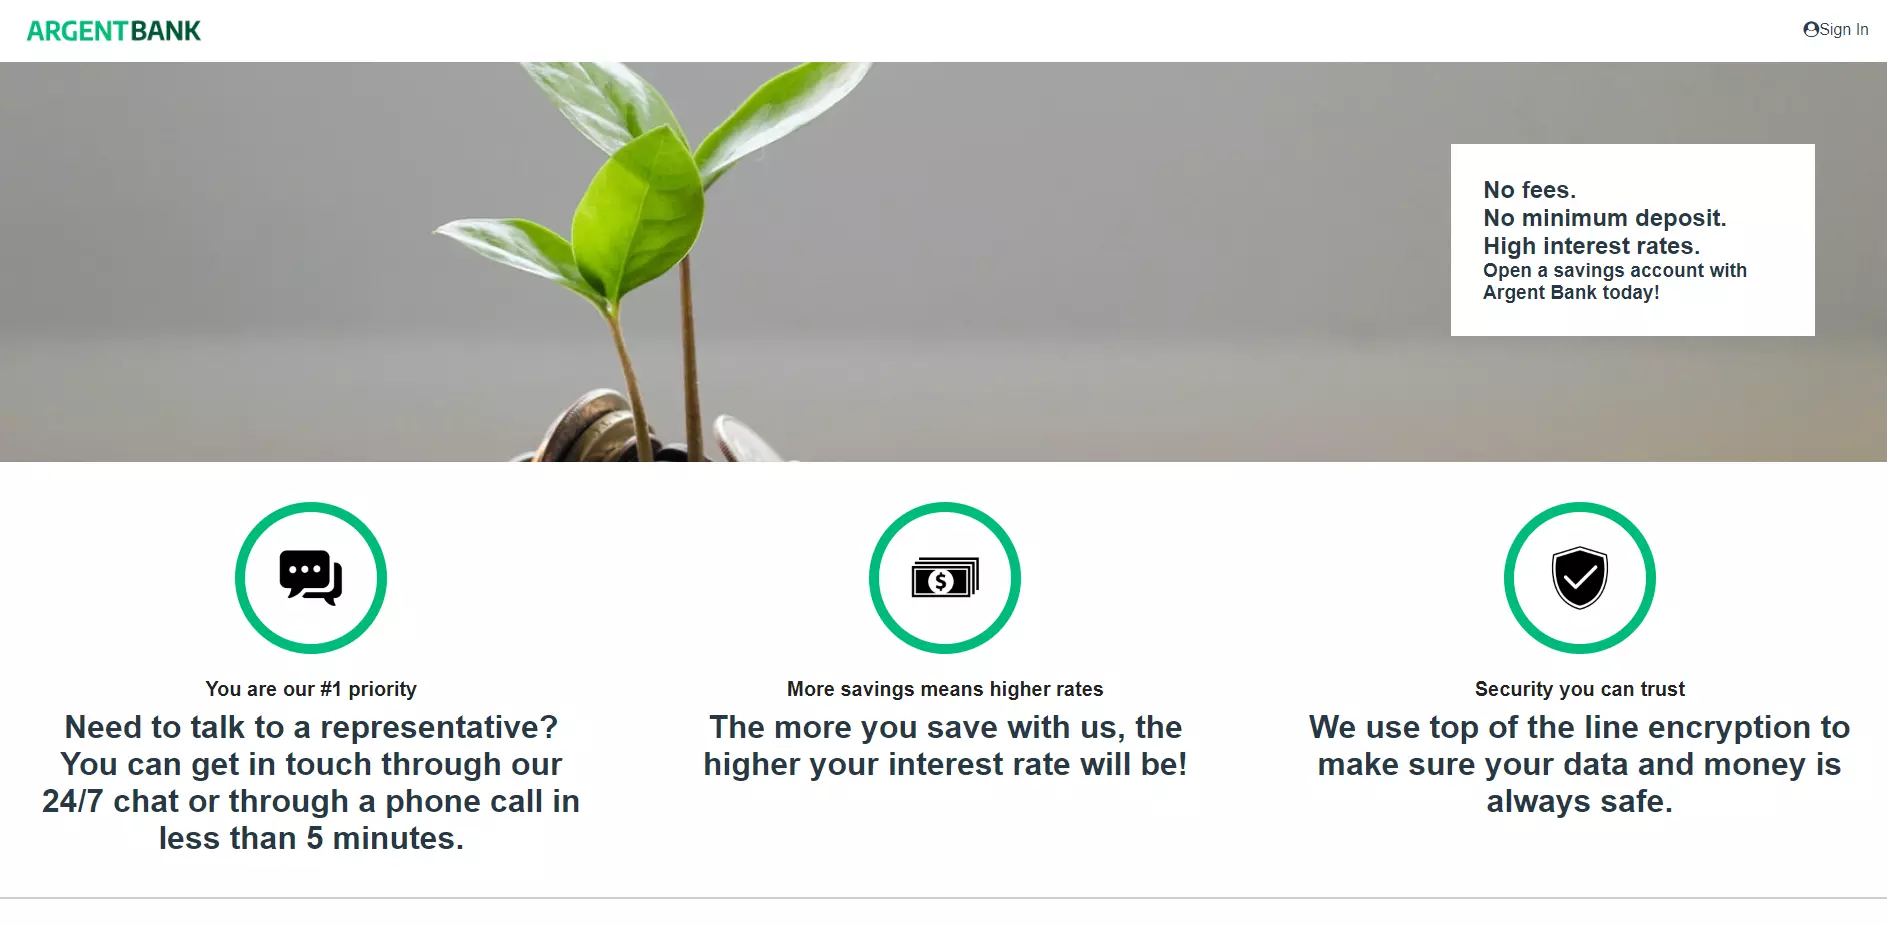 ARGENTBANK
Sign In
No fees.
No minimum deposit.
High interest rates.
Open a savings account with
Argent Bank today!
You are our #1 priority
Need to talk to a representative?
You can get in touch through our
24/7 chat or through a phone call in
less than 5 minutes.
More savings means higher rates
The more you save with us, the
higher your interest rate will be!
Security you can trust
We use top of the line encryption to
make sure your data and money is
always safe.